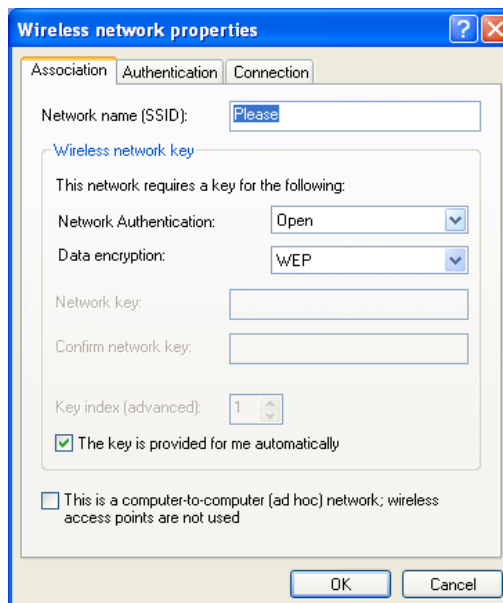 Wireless network properties
Association Authentication Connection
Network name (SSID): Please
Wireless network key
This network requires a key for the following:
Network Authentication: Open
Data encryption: WEP
Network key:
Confirm network key:
Key index (advanced): 1
The key is provided for me automatically
This is a computer-to-computer (ad hoc) network; wireless
access points are not used
OK Cancel